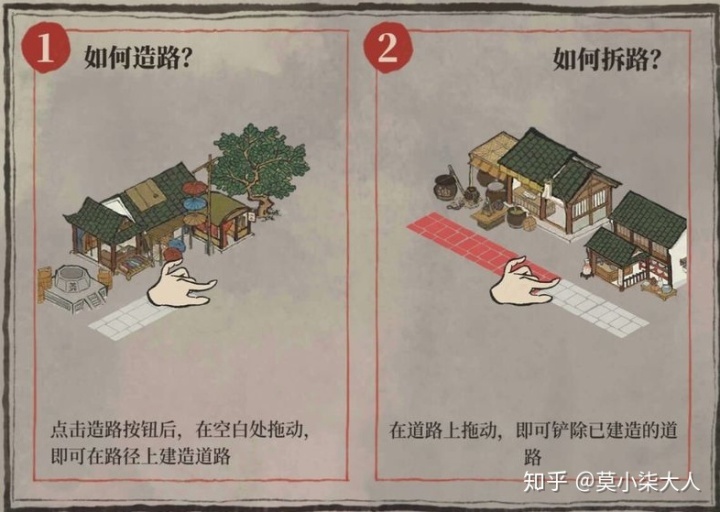 1 如何造路？
点击造路按钮后，在空白处拖动，
即可在路径上建造道路
2 如何拆路？
在道路上拖动，即可铲除已建造的道
路
知乎 @莫小柒大人